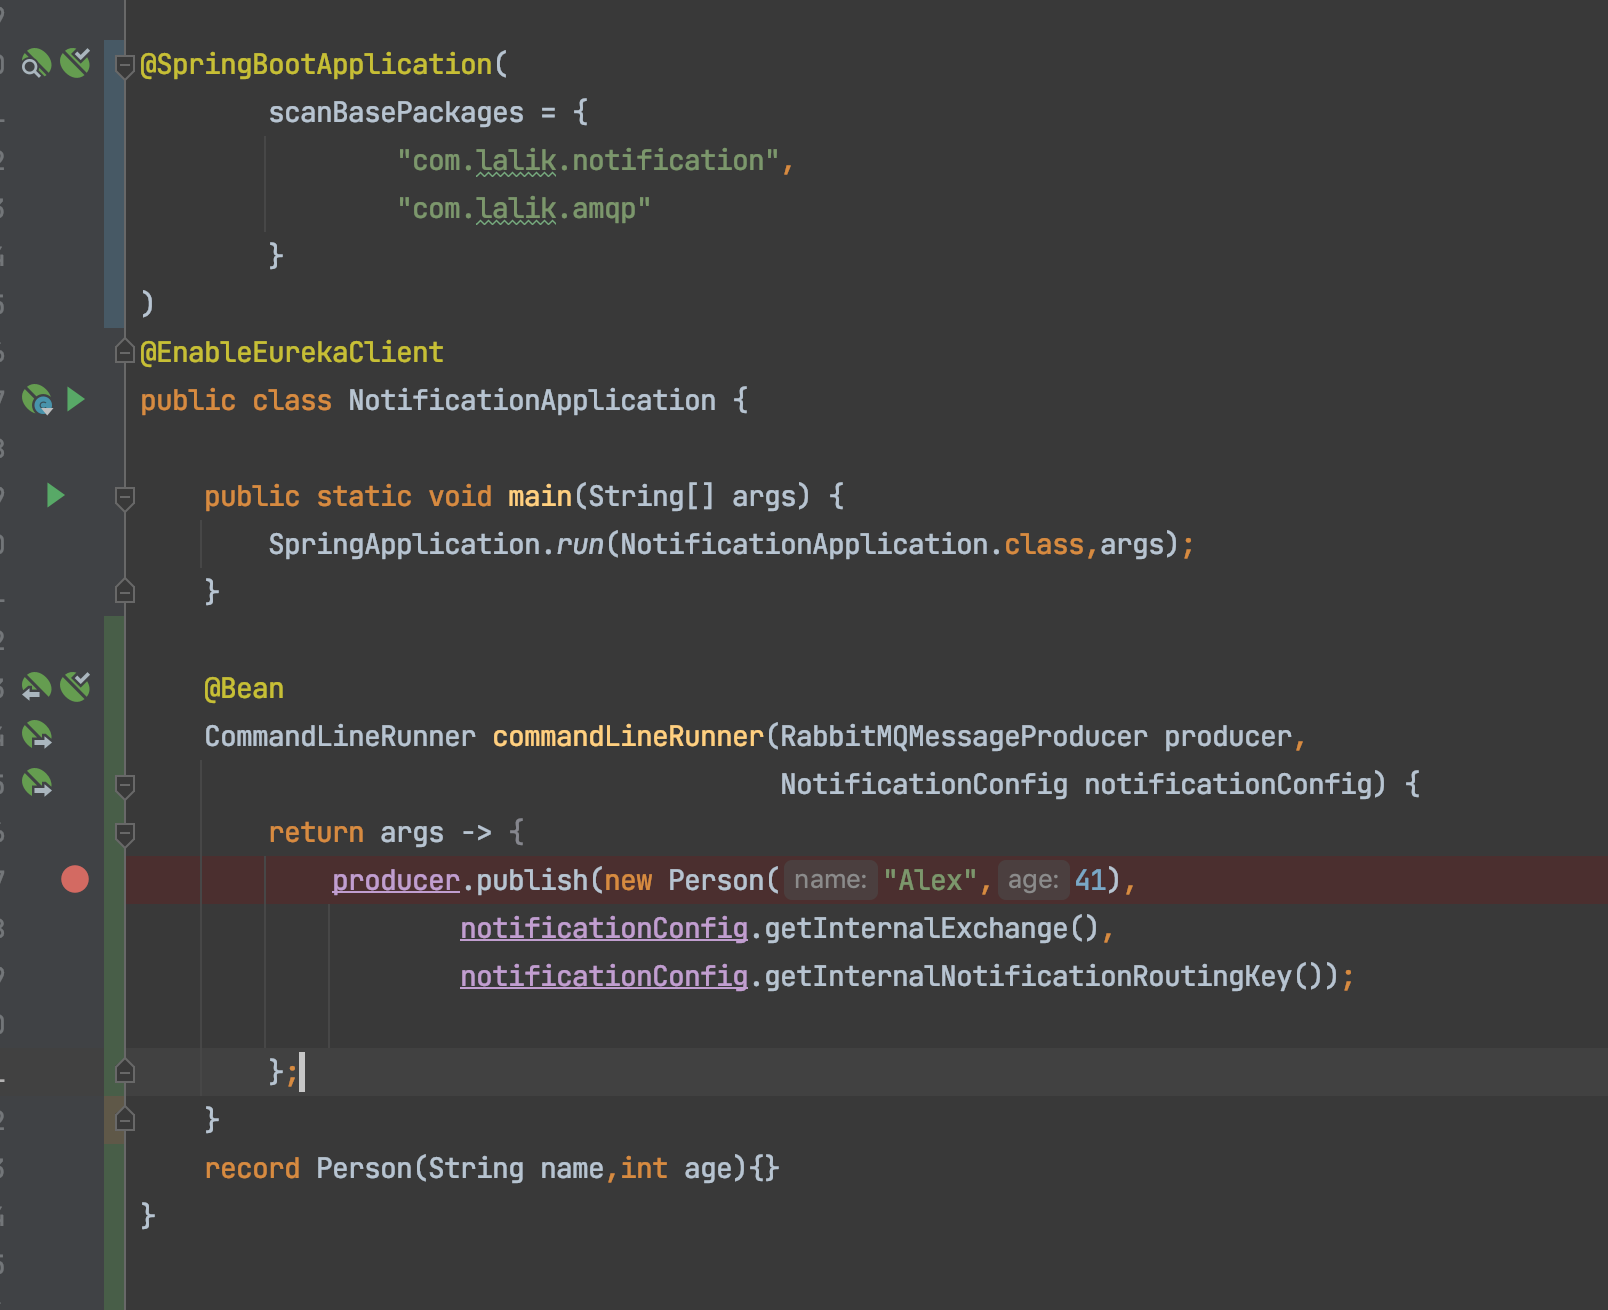 @SpringBootApplication(
scanBasePackages = {
"com.lalik.notification",
"com.lalik.amqp"
}
)
@EnableEurekaClient
public class NotificationApplication {
public static void main(String[] args) {
SpringApplication.run(NotificationApplication.class,args);
}
@Bean
CommandLineRunner commandLineRunner(RabbitMQMessageProducer producer,
NotificationConfig notificationConfig) {
return args -> {
producer.publish(new Person( name: "Alex", age: 41),
notificationConfig.getInternalExchange(),
notificationConfig.getInternalNotificationRoutingKey());
};
}
record Person(String name,int age){}
}